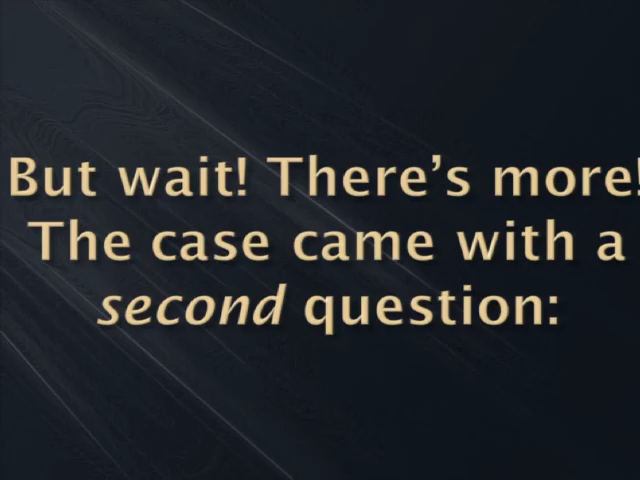 But wait! There’s more!
The case came with a
second question: